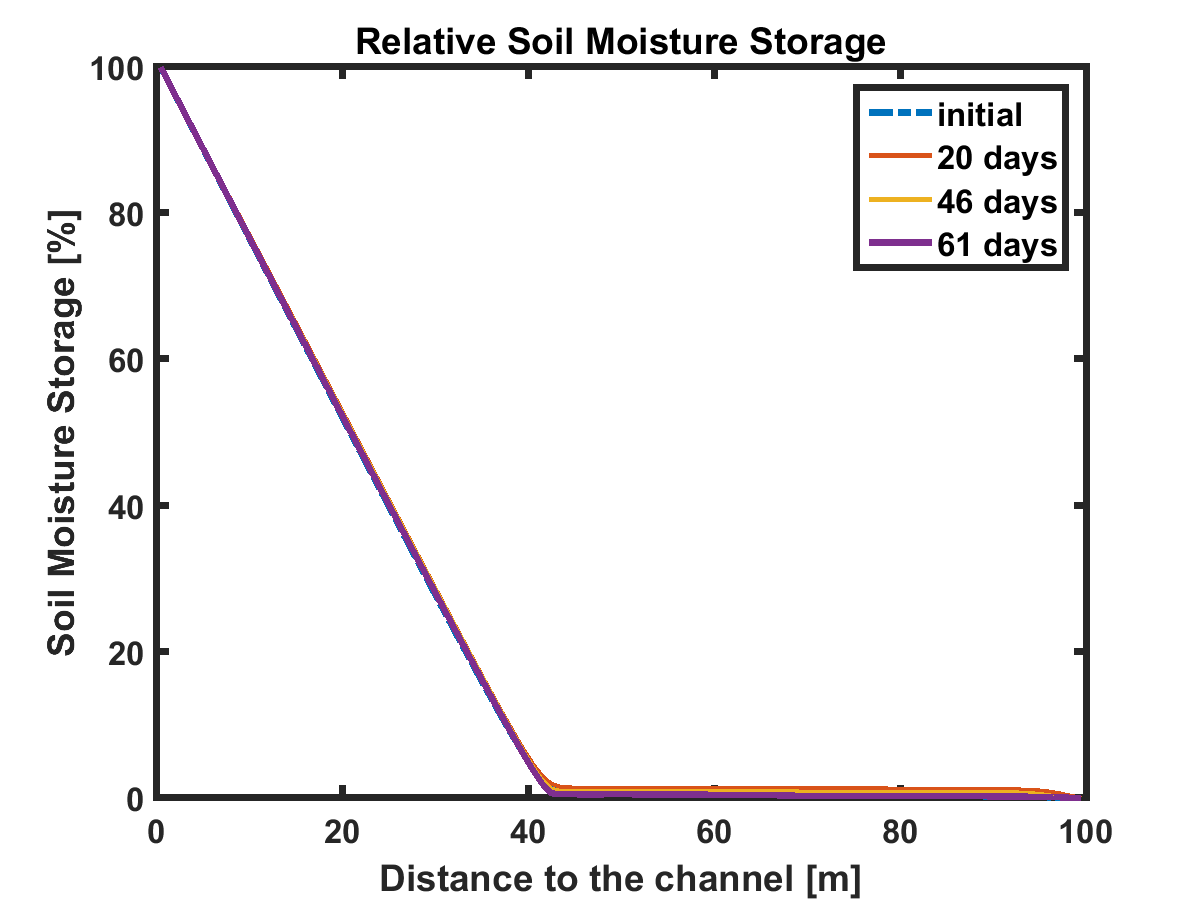 Relative Soil Moisture Storage
100
80
60
40
20
0
Soil Moisture Storage [%]
initial
20 days
46 days
61 days
0 20 40 60 80 100
Distance to the channel [m]